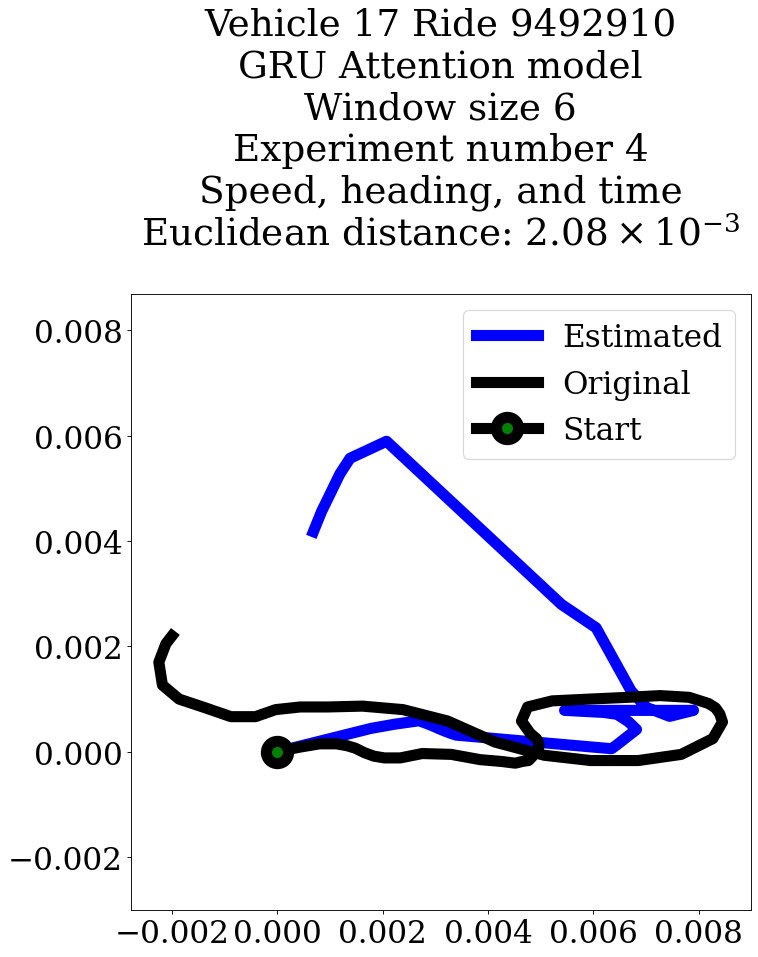 Vehicle 17 Ride 9492910
GRU Attention model
Window size 6
Experiment number 4
Speed, heading, and time
Euclidean distance: 2.08 × 10⁻³
Estimated
Original
Start
0.008
0.006
0.004
0.002
0.000
−0.002
−0.002 0.000 0.002 0.004 0.006 0.008